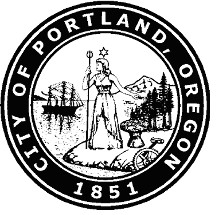 CITY OF PORTLAND, OREGON
1851